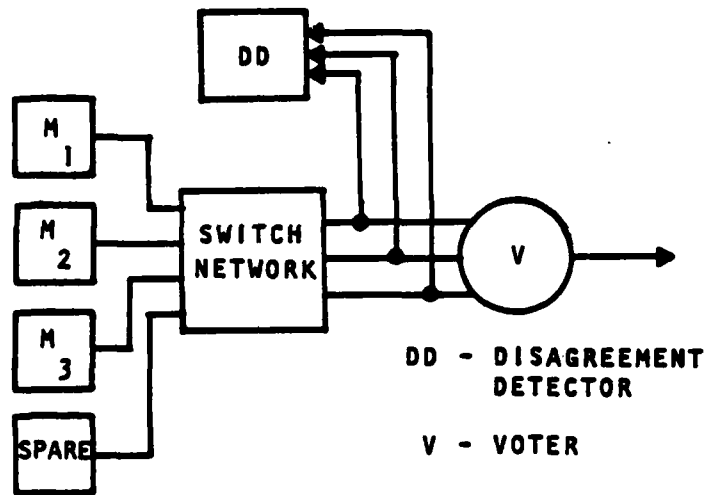 DD
M
1
SWITCH
NETWORK
V
M
2
M
3
SPARE
DD - DISAGREEMENT
DETECTOR
V - VOTER